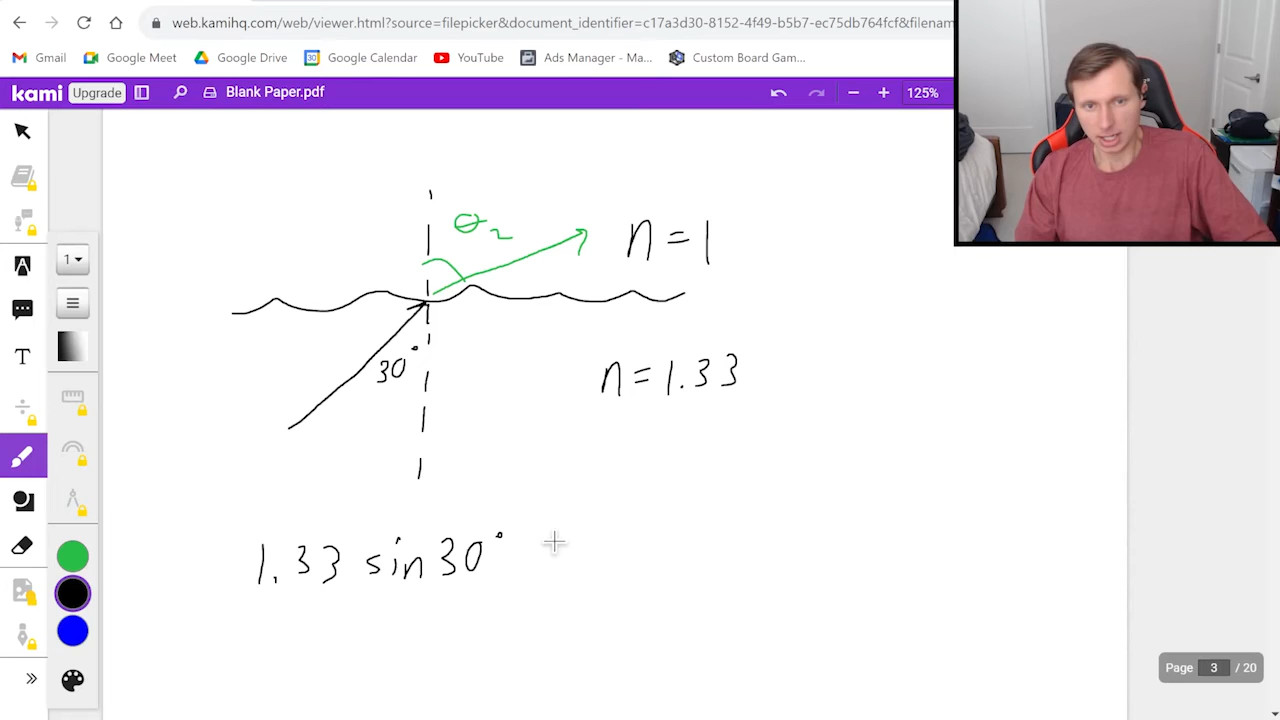 web.kamihq.com/web/viewer.html?source=filepicker&document_identifier=c17a3d30-8152-4f49-b5b7-ec75db764fcf&filenam
Gmail Google Meet Google Drive 30 Google Calendar YouTube Ads Manager - Ma... Custom Board Gam...
kami Upgrade Blank Paper.pdf 125%
1
T
θ2
n = 1
30°
n = 1.33
1.33 sin 30°
Page 3 / 20